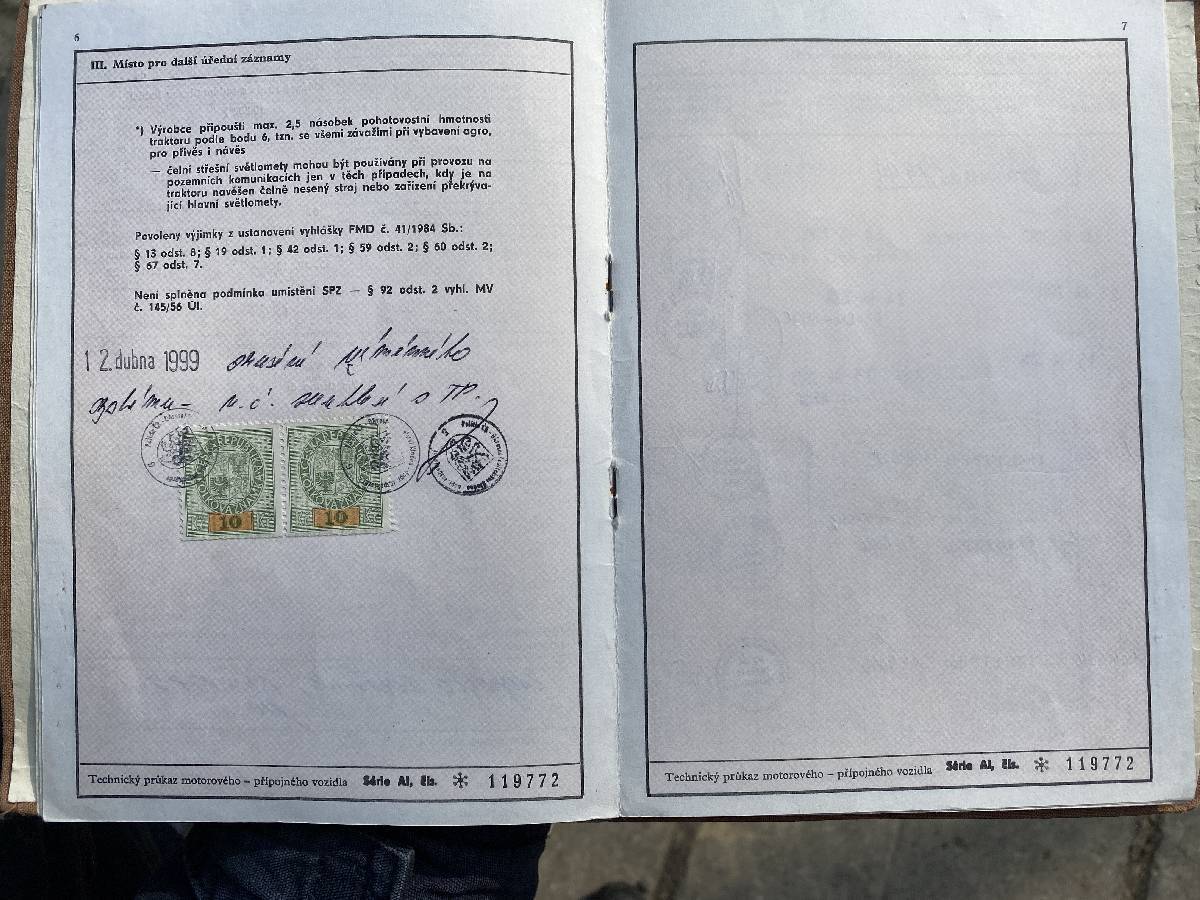 6
III. Místo pro další úřední záznamy
*) Výrobce připouští max. 2,5 násobek pohotovostní hmotnosti
traktoru podle bodu 6, tzn. se všemi závažími při vybavení agro,
pro přívěs i návěs
— čelní střešní světlomety mohou být používány při provozu na
pozemních komunikacích jen v těch případech, kdy je na
traktoru navěšen čelně nesený stroj nebo zařízení překrýva-
jící hlavní světlomety.
Povoleny výjimky z ustanovení vyhlášky FMD č. 41/1984 Sb.:
§ 13 odst. 8; § 19 odst. 1; § 42 odst. 1; § 59 odst. 2; § 60 odst. 2;
§ 67 odst. 7.
Není splněna podmínka umístění SPZ — § 92 odst. 2 vyhl. MV
č. 145/56 Úl.
12. dubna 1999
o TP.
10 10
Technický průkaz motorového – přípojného vozidla Série AI, čís. * 119772
7
Technický průkaz motorového – přípojného vozidla Série AI, čís. * 119772